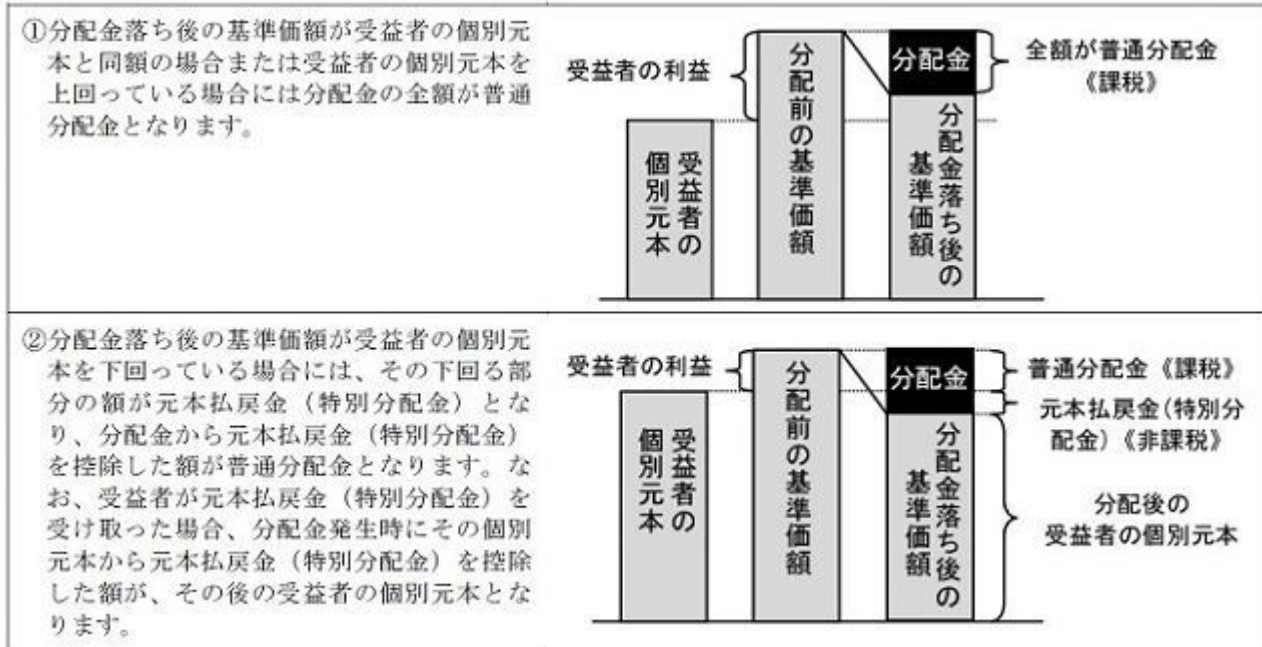 ①分配金落ち後の基準価額が受益者の個別元
本と同額の場合または受益者の個別元本を
上回っている場合には分配金の全額が普通
分配金となります。
受益者の利益
受益者の
個別元本
分配前の基準価額
分配金
分配金落ち後の
基準価額
全額が普通分配金
《課税》
②分配金落ち後の基準価額が受益者の個別元
本を下回っている場合には、その下回る部
分の額が元本払戻金（特別分配金）とな
り、分配金から元本払戻金（特別分配金）
を控除した額が普通分配金となります。な
お、受益者が元本払戻金（特別分配金）を
受け取った場合、分配金発生時にその個別
元本から元本払戻金（特別分配金）を控除
した額が、その後の受益者の個別元本とな
ります。
受益者の利益
受益者の
個別元本
分配前の基準価額
分配金
分配金落ち後の
基準価額
普通分配金《課税》
元本払戻金（特別分
配金）《非課税》
分配後の
受益者の個別元本